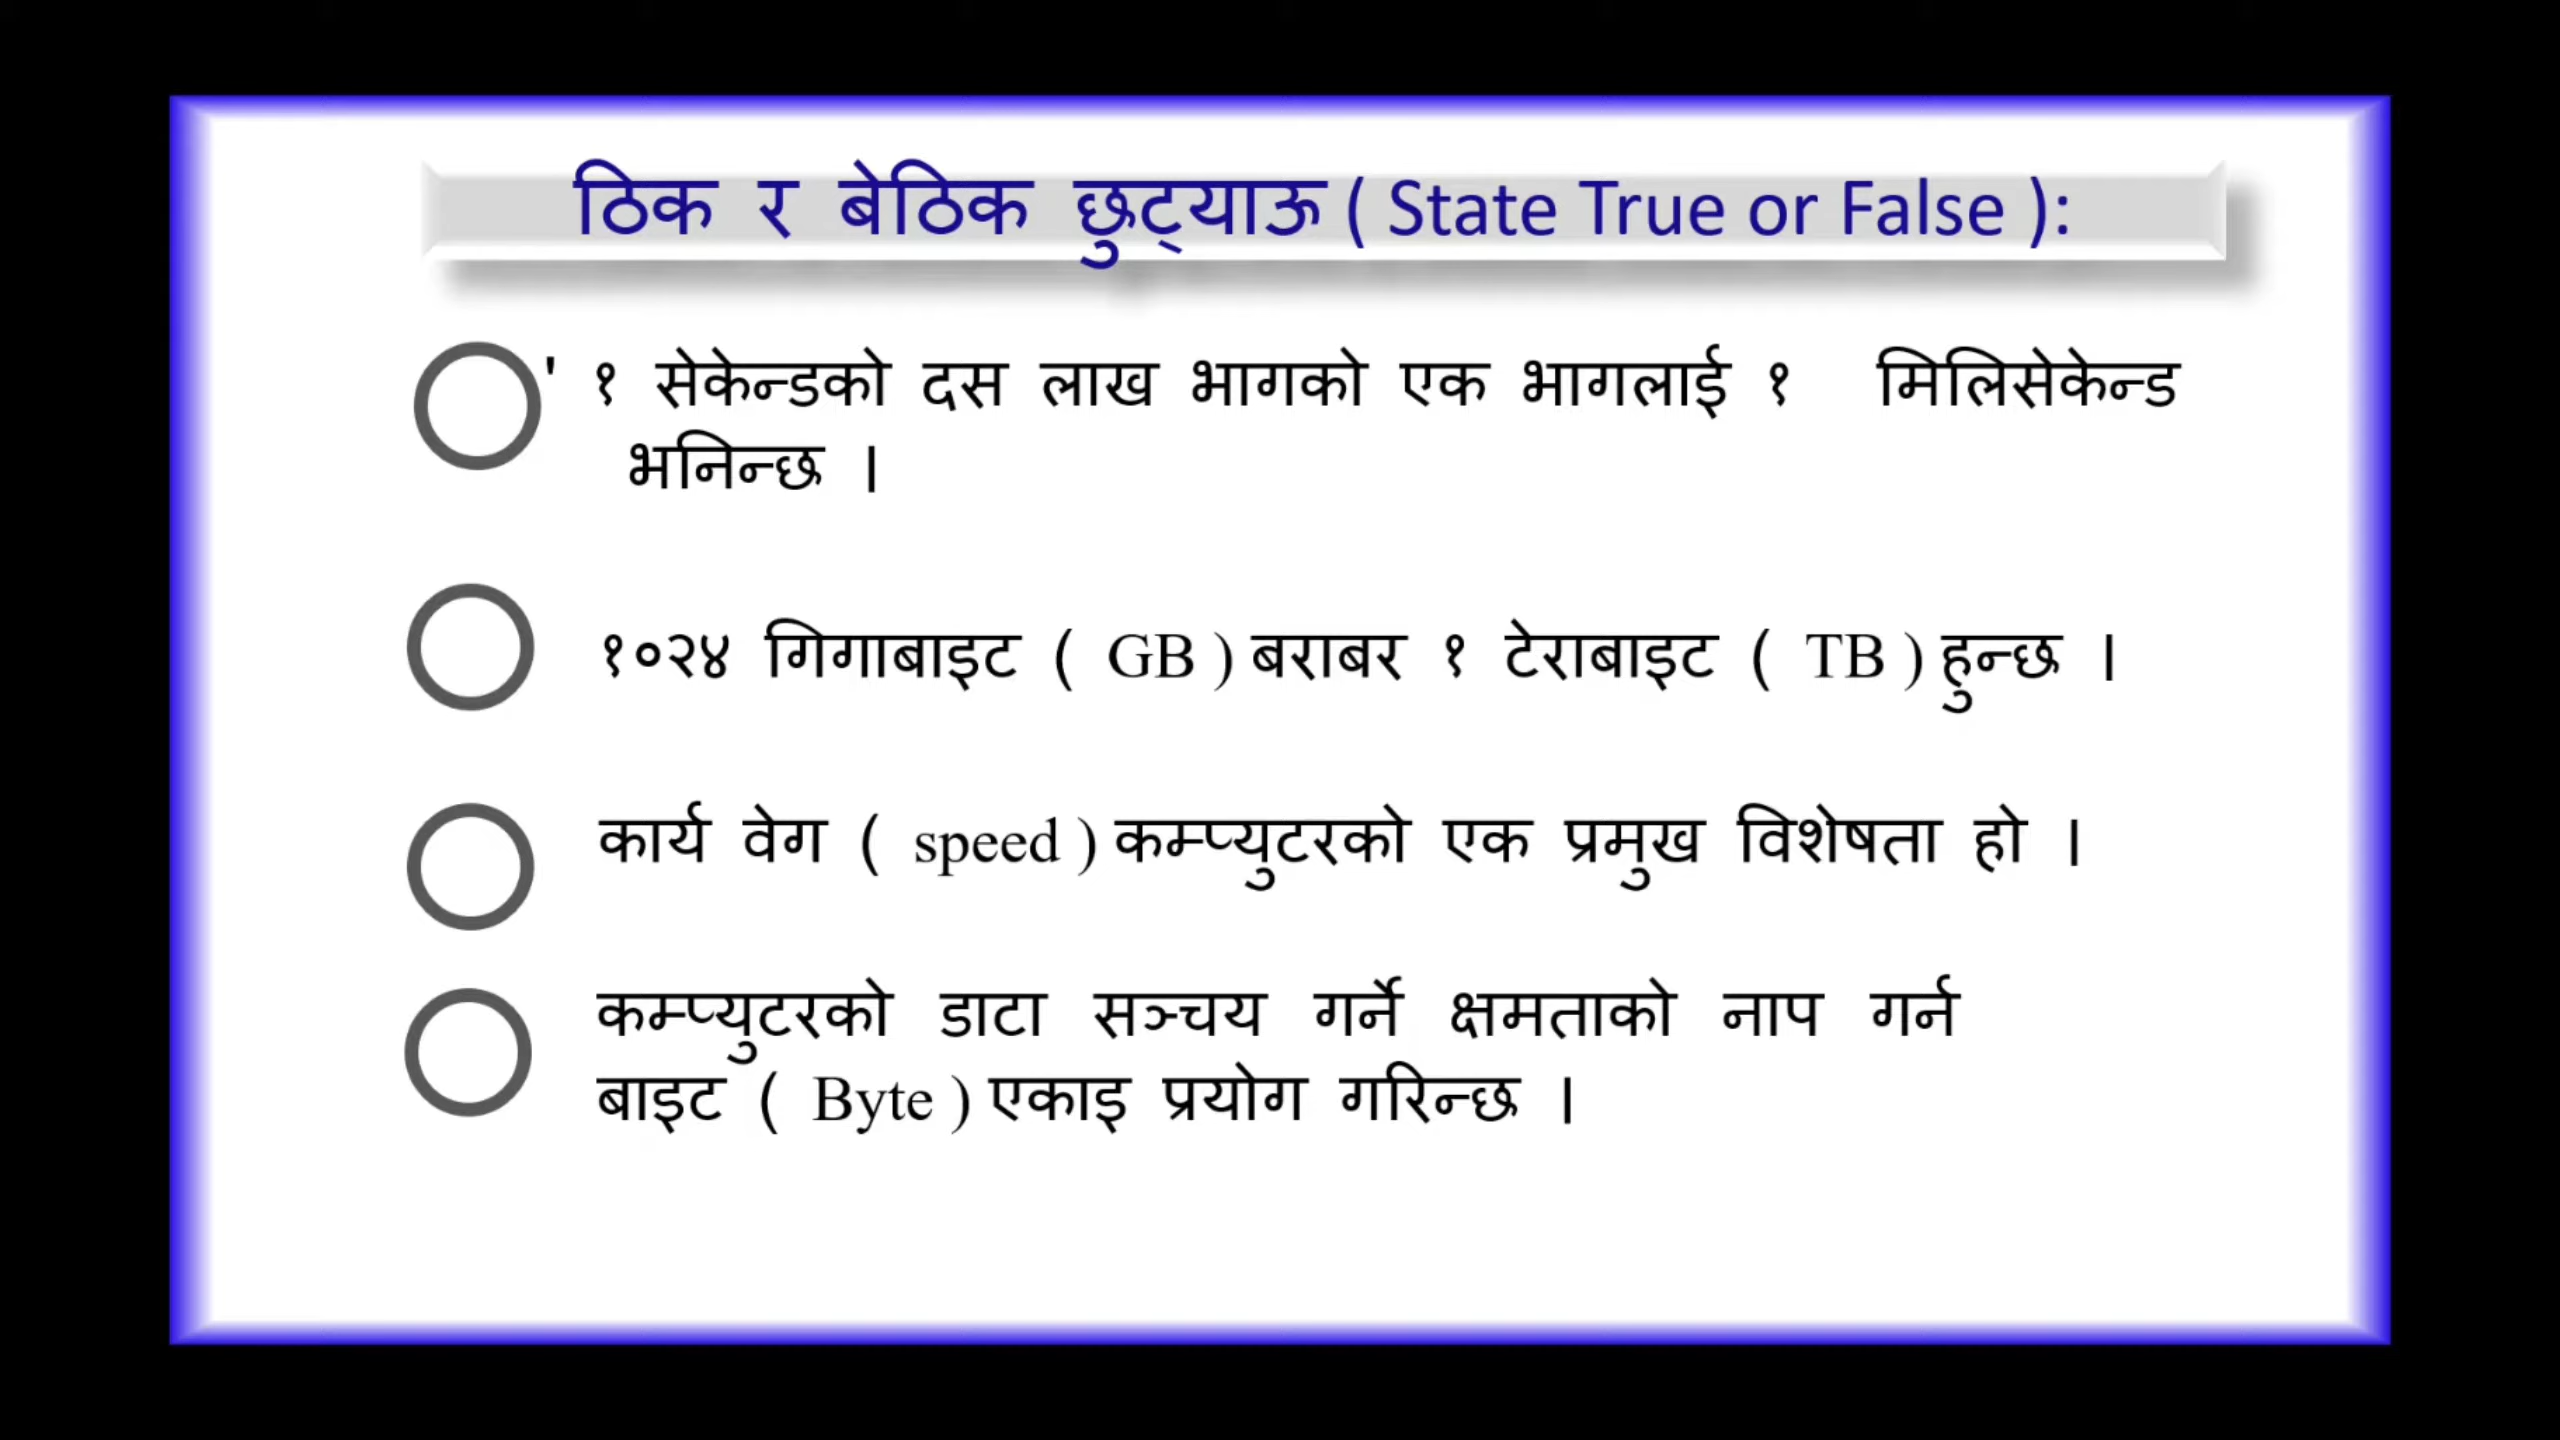 ठिक र बेठिक छुट्याऊ ( State True or False ):
' १ सेकेन्डको दस लाख भागको एक भागलाई १ मिलिसेकेन्ड
भनिन्छ ।
१०२४ गिगाबाइट ( GB ) बराबर १ टेराबाइट ( TB ) हुन्छ ।
कार्य वेग ( speed ) कम्प्युटरको एक प्रमुख विशेषता हो ।
कम्प्युटरको डाटा सञ्चय गर्ने क्षमताको नाप गर्न
बाइट ( Byte ) एकाइ प्रयोग गरिन्छ ।